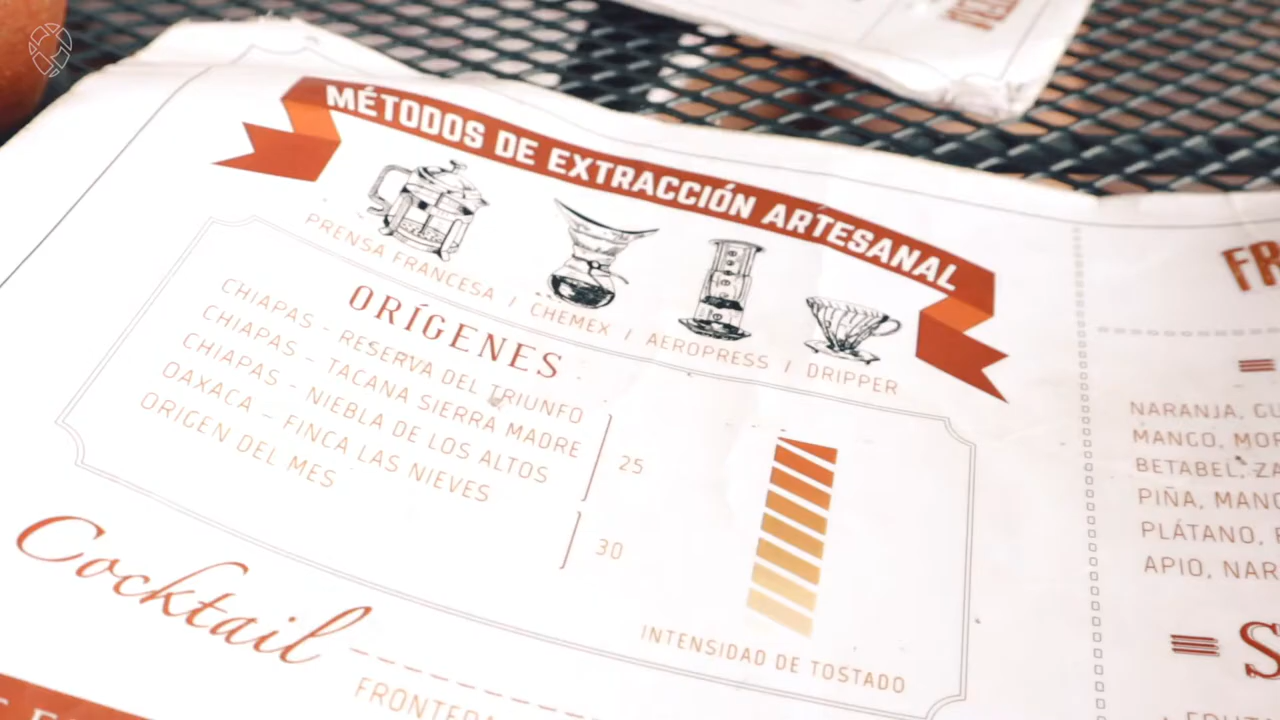 MÉTODOS DE EXTRACCIÓN ARTESANAL
PRENSA FRANCESA / CHEMEX / AEROPRESS / DRIPPER
ORÍGENES
CHIAPAS - RESERVA DEL TRIUNFO
CHIAPAS - TACANA SIERRA MADRE
CHIAPAS - NIEBLA DE LOS ALTOS
OAXACA - FINCA LAS NIEVES
ORIGEN DEL MES
25
30
INTENSIDAD DE TOSTADO
Cocktail
NARANJA,
MANGO,
BETABEL,
PIÑA,
PLÁTANO,
APIO,